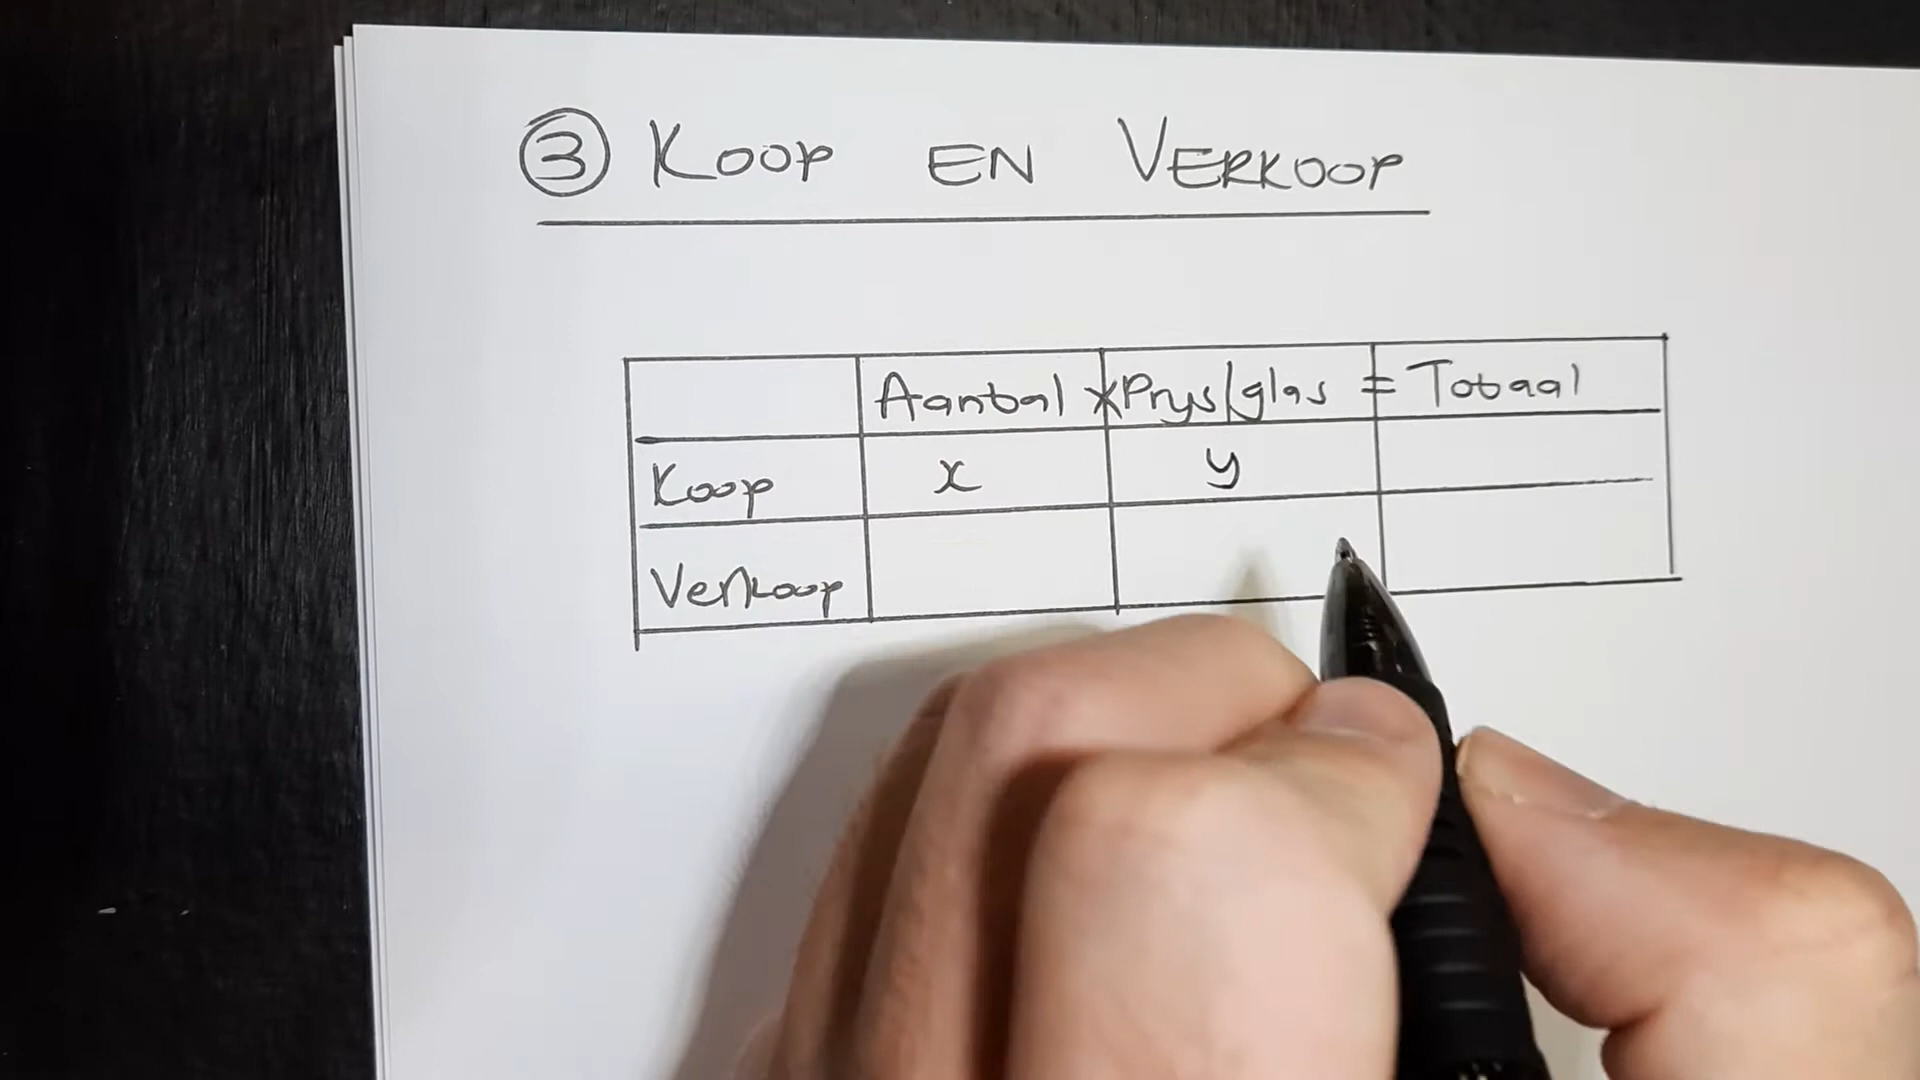 3 KOOP EN VERKOOP
Aantal × Prys/glas = Totaal
Koop x y
Verkoop